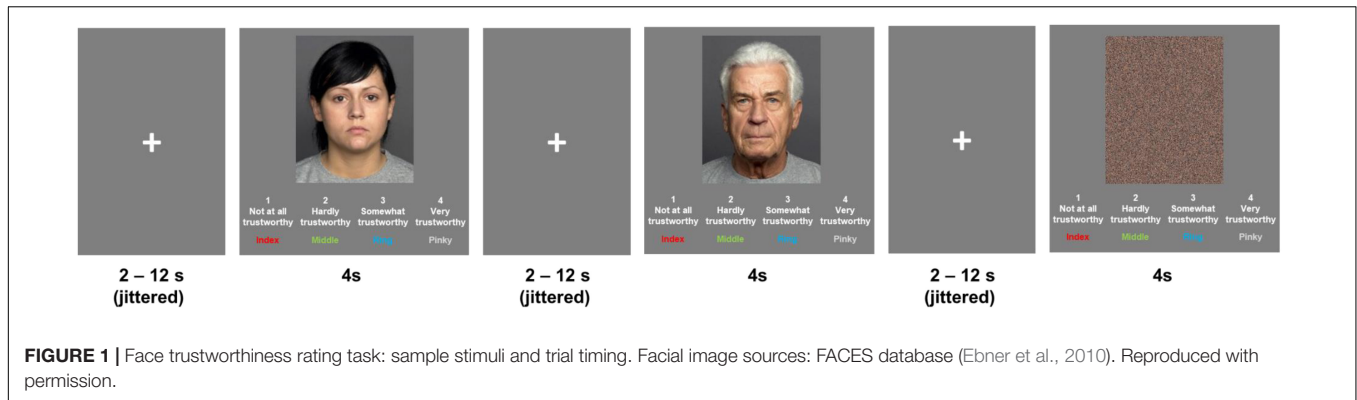 +
1
Not at all
trustworthy
Index
2
Hardly
trustworthy
Middle
3
Somewhat
trustworthy
Ring
4
Very
trustworthy
Pinky
+
1
Not at all
trustworthy
Index
2
Hardly
trustworthy
Middle
3
Somewhat
trustworthy
Ring
4
Very
trustworthy
Pinky
+
1
Not at all
trustworthy
Index
2
Hardly
trustworthy
Middle
3
Somewhat
trustworthy
Ring
4
Very
trustworthy
Pinky
2 – 12 s
(jittered)
4s
2 – 12 s
(jittered)
4s
2 – 12 s
(jittered)
4s
FIGURE 1 | Face trustworthiness rating task: sample stimuli and trial timing. Facial image sources: FACES database (Ebner et al., 2010). Reproduced with
permission.